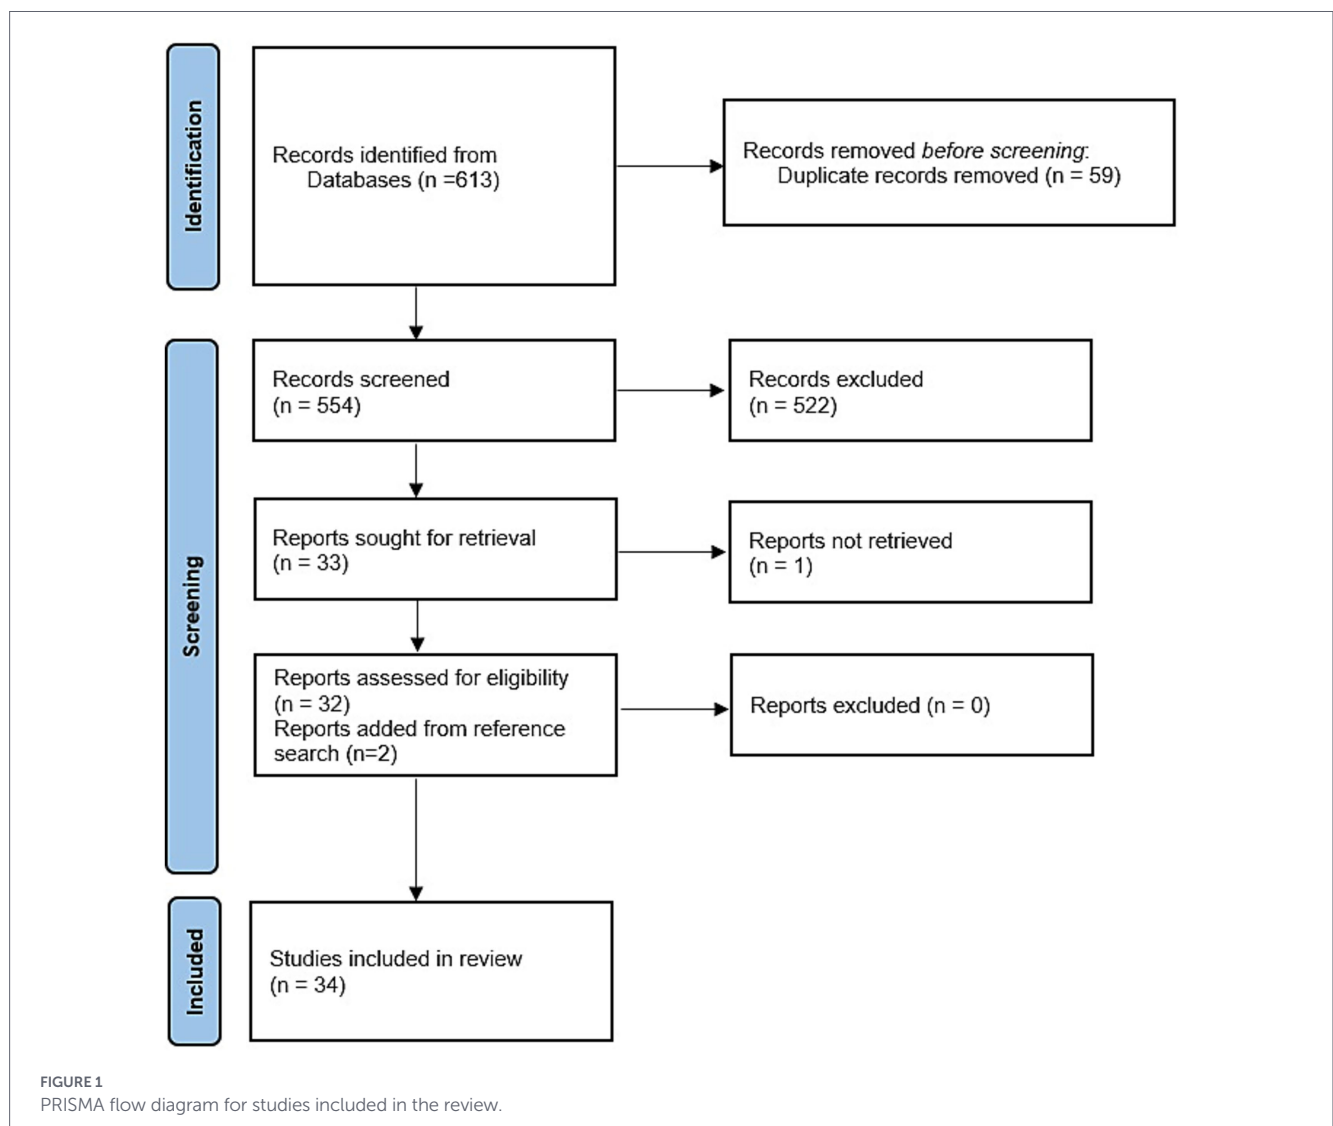 Identification
Records identified from
Databases (n =613)
Records removed before screening:
Duplicate records removed (n = 59)
Screening
Records screened
(n = 554)
Records excluded
(n = 522)
Reports sought for retrieval
(n = 33)
Reports not retrieved
(n = 1)
Reports assessed for eligibility
(n = 32)
Reports added from reference
search (n=2)
Reports excluded (n = 0)
Included
Studies included in review
(n = 34)
FIGURE 1
PRISMA flow diagram for studies included in the review.